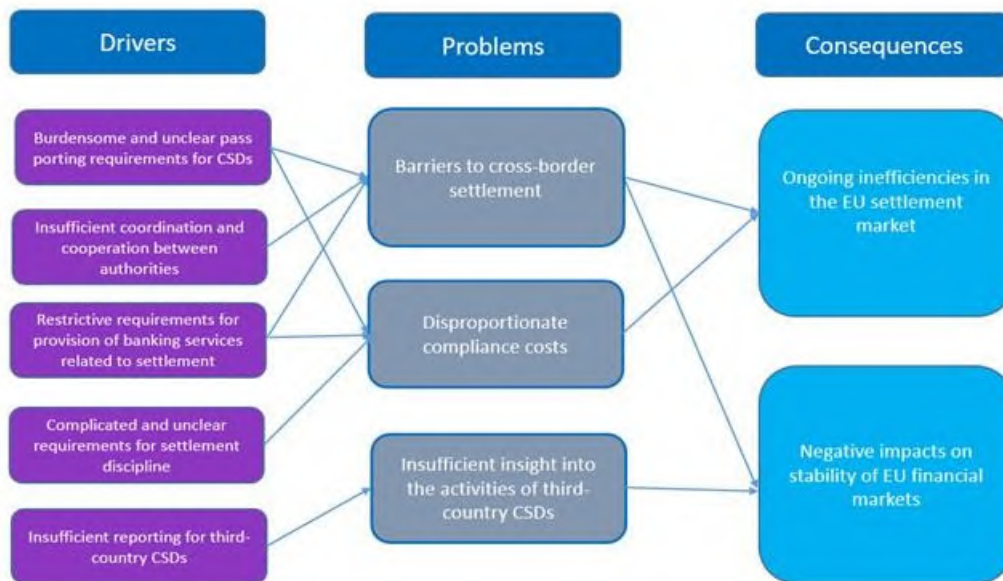 Drivers
Problems
Consequences
Burdensome and unclear pass
porting requirements for CSDs
Insufficient coordination and
cooperation between
authorities
Restrictive requirements for
provision of banking services
related to settlement
Complicated and unclear
requirements for settlement
discipline
Insufficient reporting for third-
country CSDs
Barriers to cross-border
settlement
Disproportionate
compliance costs
Insufficient insight into
the activities of third-
country CSDs
Ongoing inefficiencies in
the EU settlement
market
Negative impacts on
stability of EU financial
markets